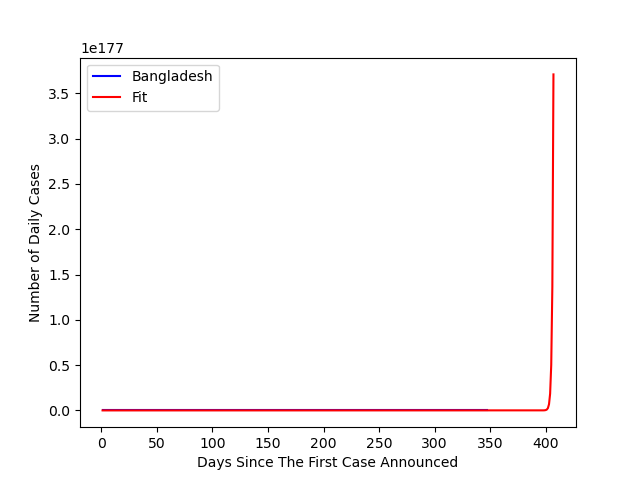 1e177
Bangladesh
Fit
3.5
3.0
2.5
2.0
1.5
1.0
0.5
0.0
Number of Daily Cases
0 50 100 150 200 250 300 350 400
Days Since The First Case Announced